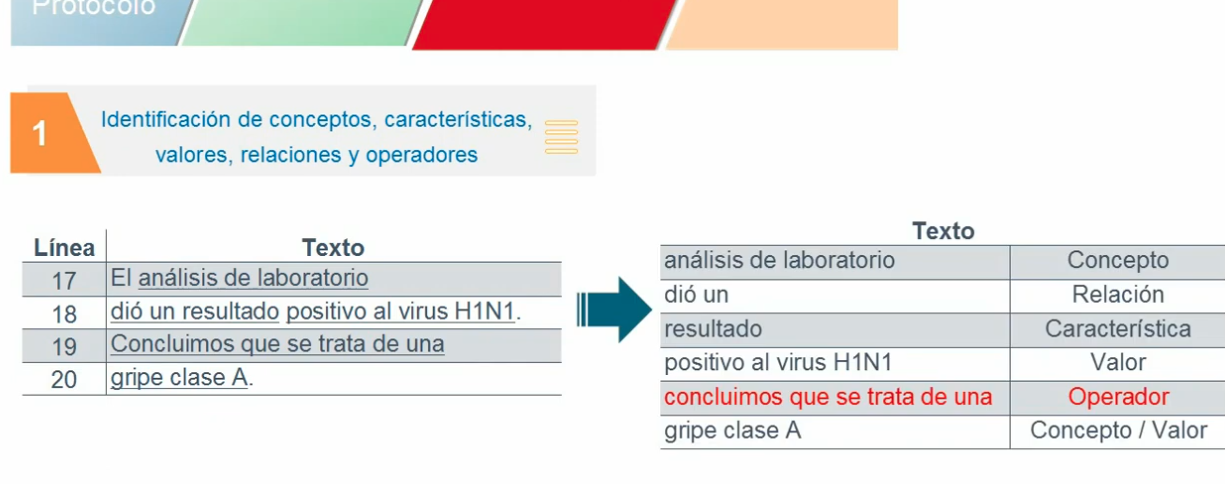 Protocolo
1
Identificación de conceptos, características,
valores, relaciones y operadores
Línea Texto
17 El análisis de laboratorio
18 dió un resultado positivo al virus H1N1.
19 Concluimos que se trata de una
20 gripe clase A.
Texto
análisis de laboratorio Concepto
dió un Relación
resultado Característica
positivo al virus H1N1 Valor
concluimos que se trata de una Operador
gripe clase A Concepto / Valor